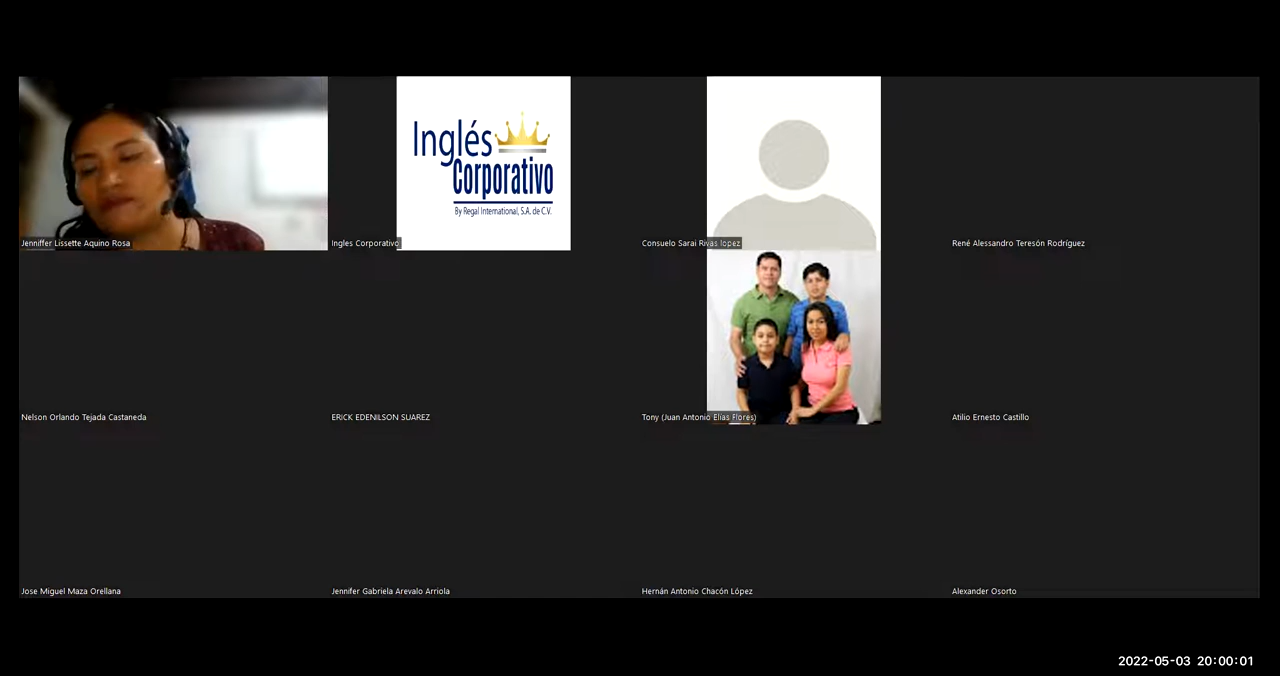 Inglés
Corporativo
By Regal International, S.A. de C.V.
Jenniffer Lissette Aquino Rosa
Ingles Corporativo
Consuelo Sarai Rivas lopez
René Alessandro Teresón Rodríguez
Nelson Orlando Tejada Castaneda
ERICK EDENILSON SUAREZ
Tony (Juan Antonio Elias Flores)
Atilio Ernesto Castillo
Jose Miguel Maza Orellana
Jennifer Gabriela Arevalo Arriola
Hernán Antonio Chacón López
Alexander Osorto
2022-05-03 20:00:01